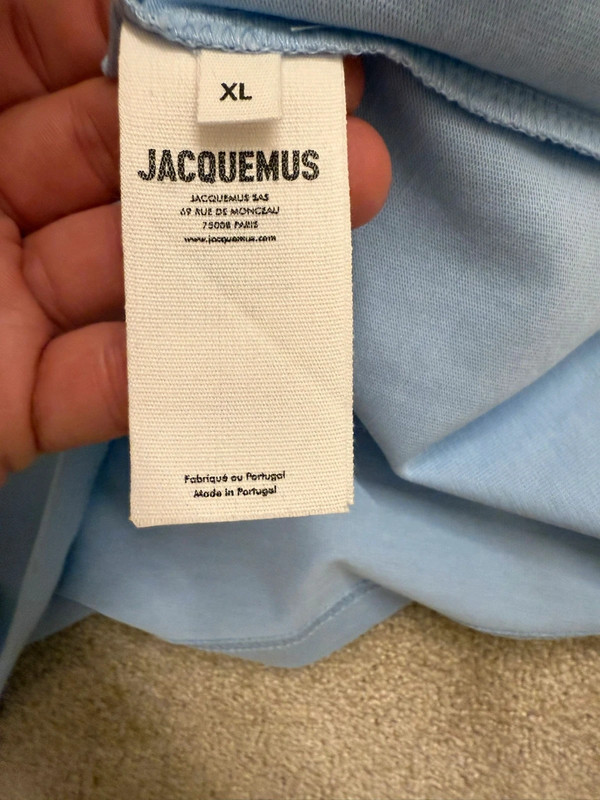 XL
JACQUEMUS
JACQUEMUS SAS
69 RUE DE MONCEAU
75008 PARIS
www.jacquemus.com
Fabriqué au Portugal
Made in Portugal